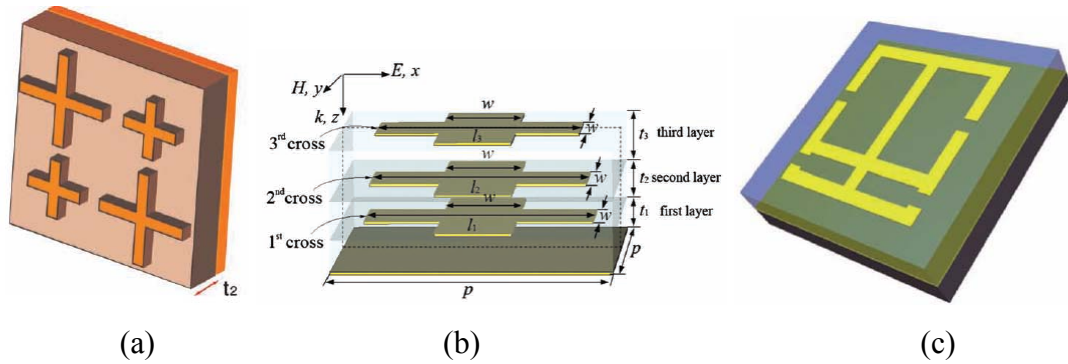 t2
(a)
E, x
H, y
k, z
w
w
l3
3rd cross
t3 third layer
w
w
l2
2nd cross
t2 second layer
w
w
l1
1st cross
t1 first layer
p
p
(b)
(c)